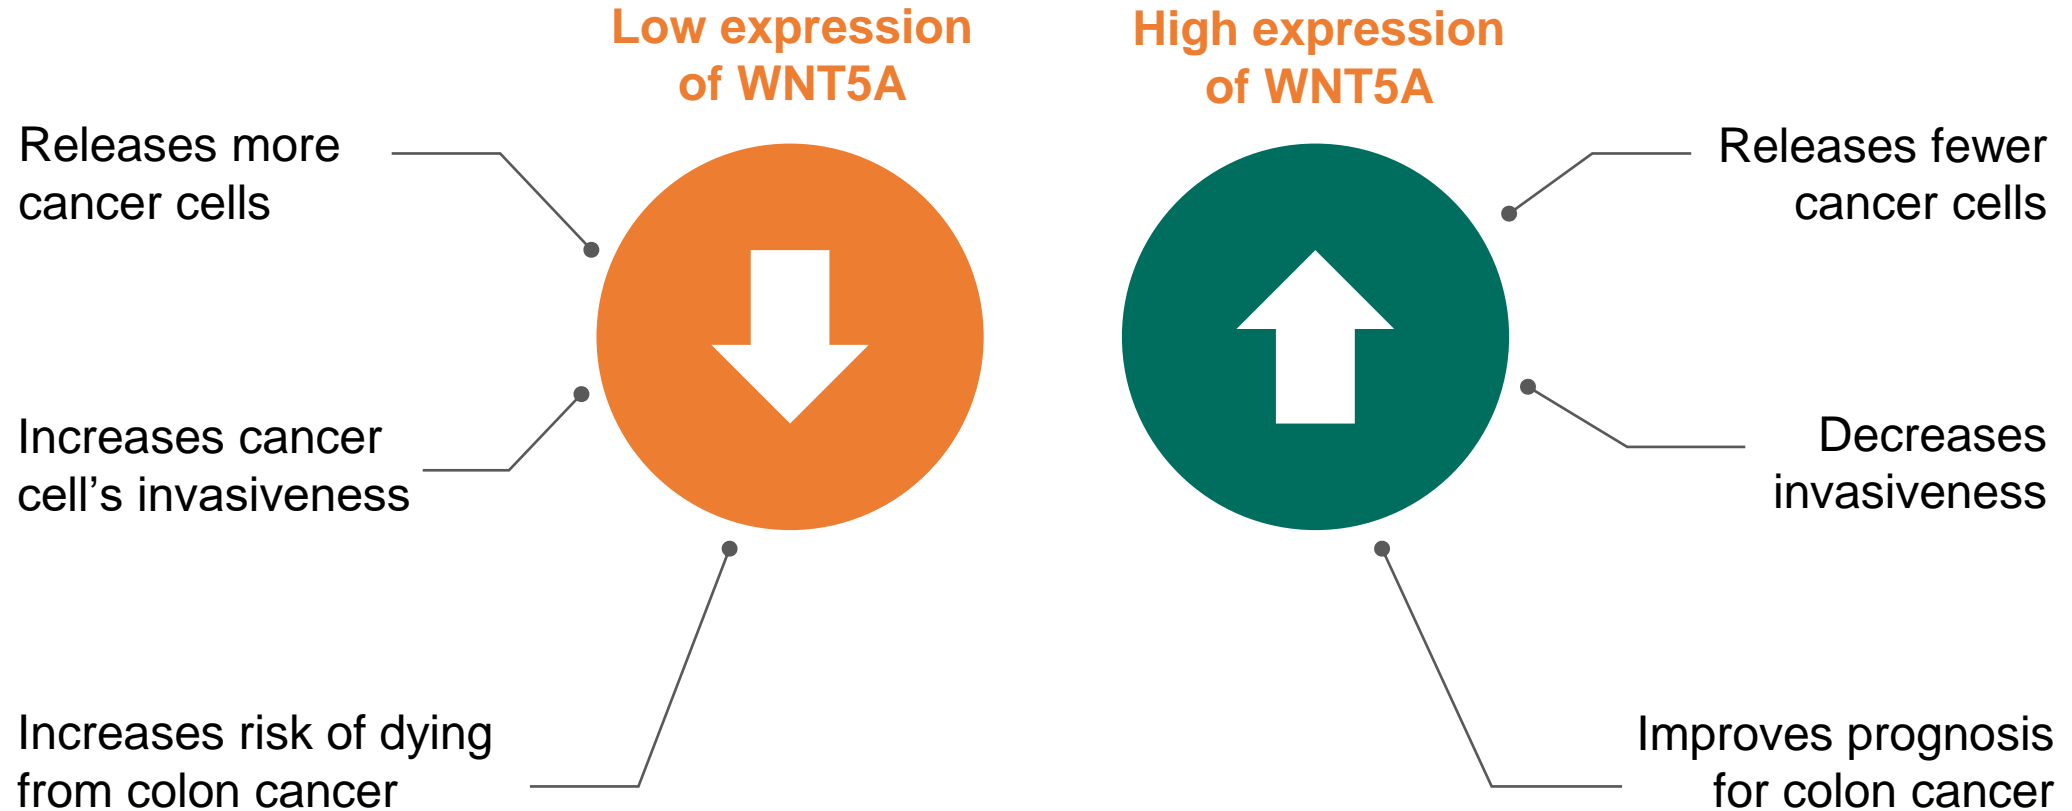 Low expression
of WNT5A
Releases more
cancer cells
Increases cancer
cell’s invasiveness
Increases risk of dying
from colon cancer
High expression
of WNT5A
Releases fewer
cancer cells
Decreases
invasiveness
Improves prognosis
for colon cancer